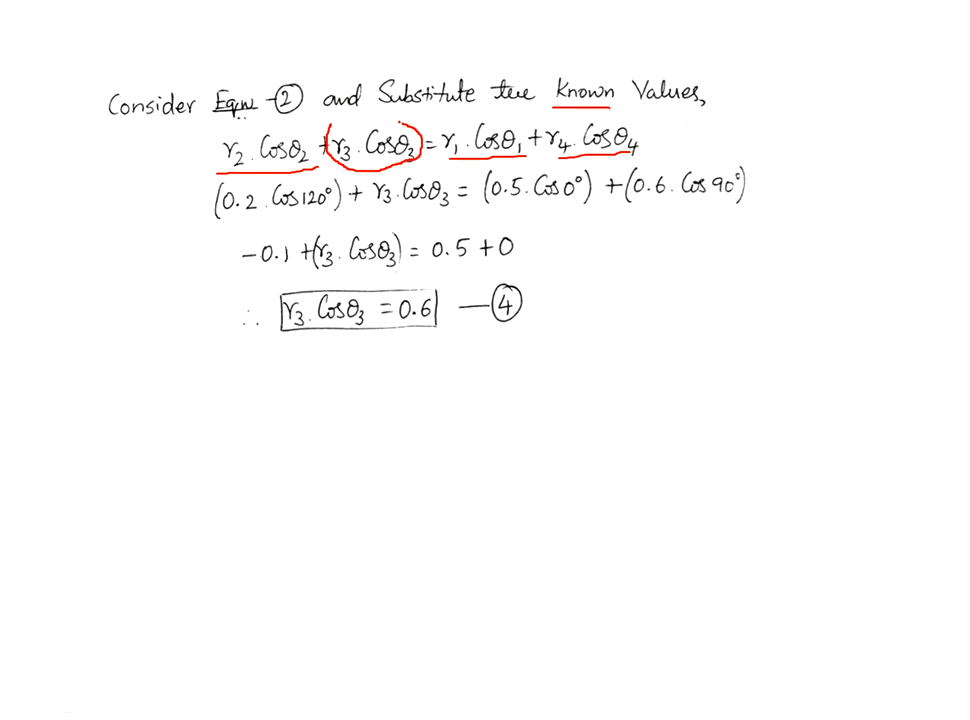 Consider Eqn -② and Substitute the Known Values,
r₂. Cosθ₂ + r₃. Cosθ₃ = r₁. Cosθ₁ + r₄. Cosθ₄
(0.2. Cos120°) + r₃. Cosθ₃ = (0.5. Cos0°) + (0.6. Cos90°)
-0.1 + (r₃. Cosθ₃) = 0.5 + 0
∴ r₃. Cosθ₃ = 0.6 —④